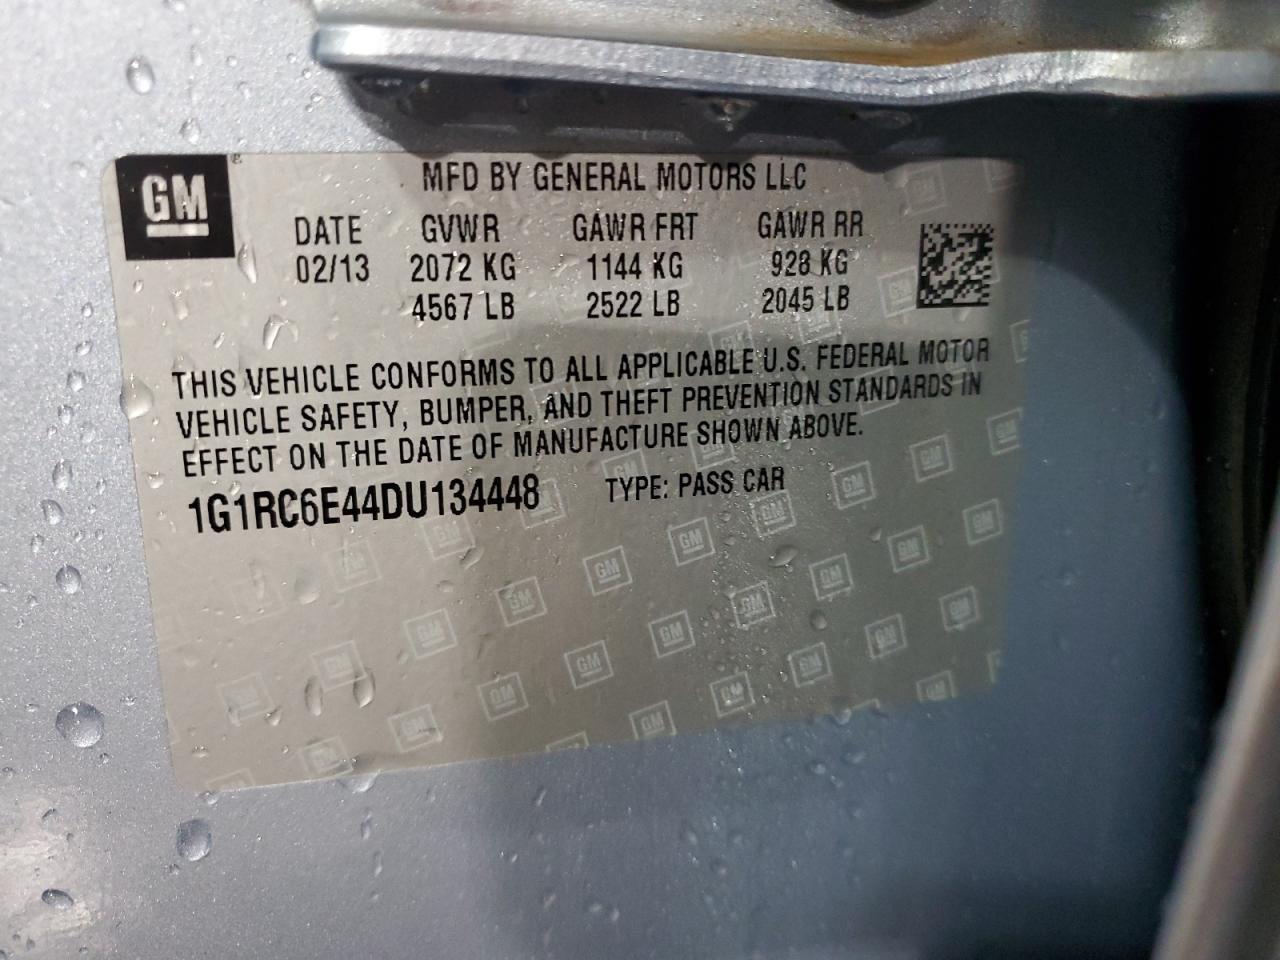 GM
MFD BY GENERAL MOTORS LLC
DATE GVWR GAWR FRT GAWR RR
02/13 2072 KG 1144 KG 928 KG
4567 LB 2522 LB 2045 LB
THIS VEHICLE CONFORMS TO ALL APPLICABLE U.S. FEDERAL MOTOR
VEHICLE SAFETY, BUMPER, AND THEFT PREVENTION STANDARDS IN
EFFECT ON THE DATE OF MANUFACTURE SHOWN ABOVE.
1G1RC6E44DU134448 TYPE: PASS CAR